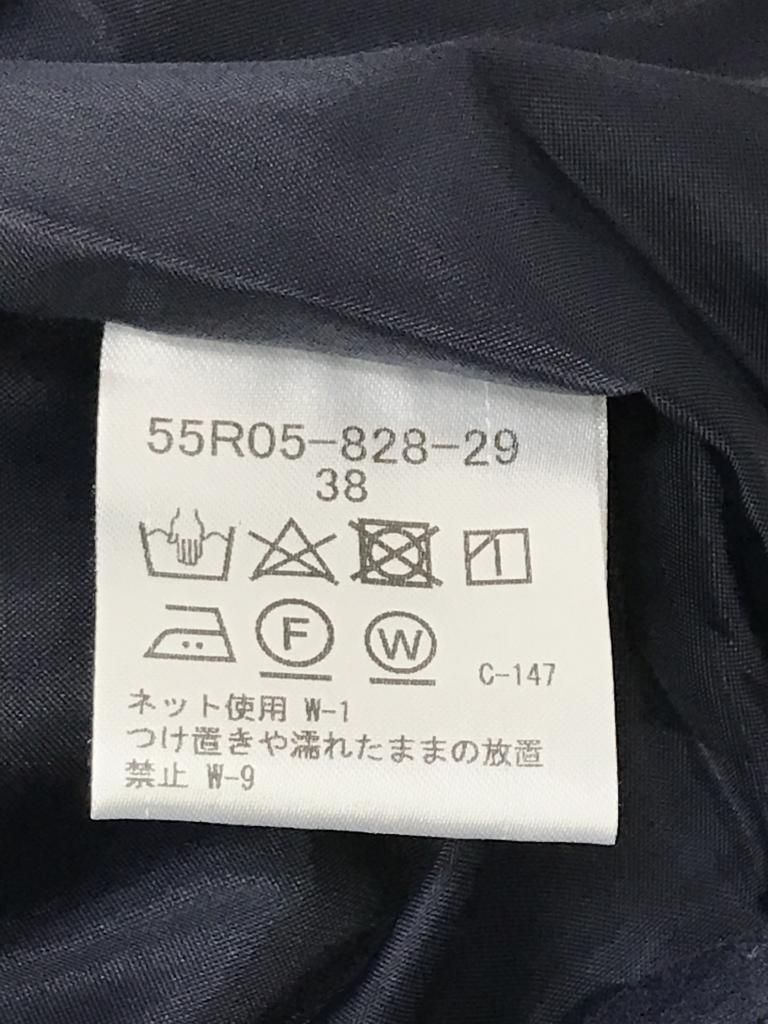 55R05-828-29
38
F W C-147
ネット使用 W-1
つけ置きや濡れたままの放置
禁止 W-9